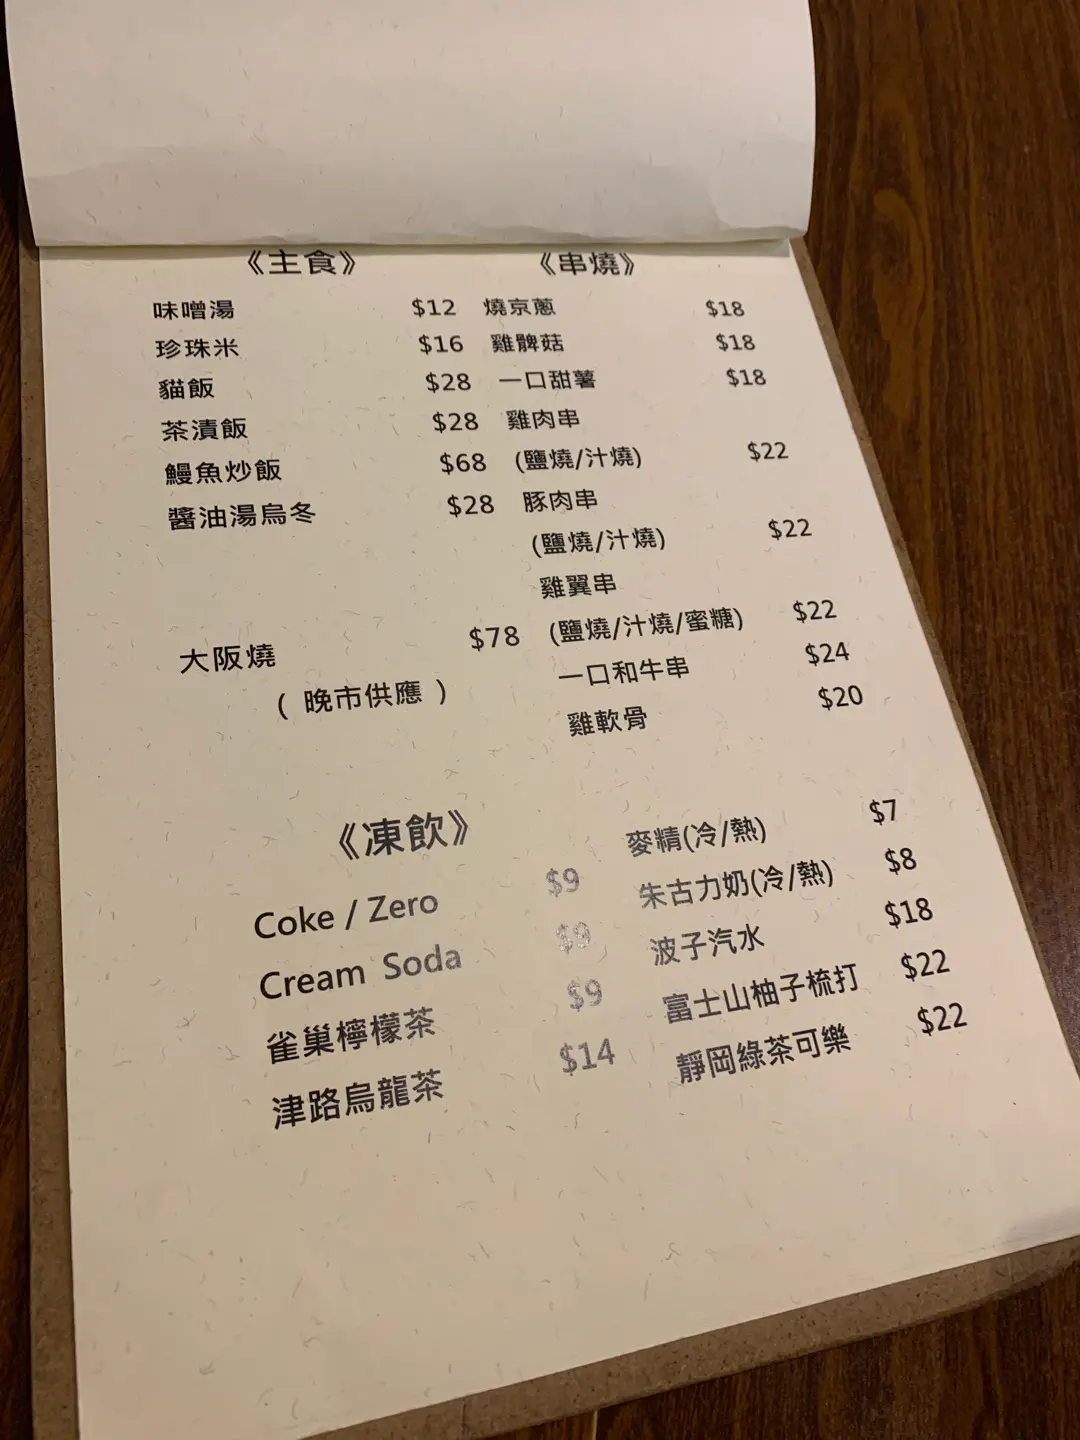 《主食》
味噌湯 $12
珍珠米 $16
貓飯 $28
茶漬飯 $28
鰻魚炒飯 $68
醬油湯烏冬 $28
大阪燒 $78
( 晚市供應 )
《串燒》
燒京蔥 $18
雞髀菇 $18
一口甜薯 $18
雞肉串
(鹽燒/汁燒) $22
豚肉串
(鹽燒/汁燒) $22
雞翼串
(鹽燒/汁燒/蜜糖) $22
一口和牛串 $24
雞軟骨 $20
《凍飲》
Coke / Zero $9
Cream Soda $9
雀巢檸檬茶 $9
津路烏龍茶 $14
麥精(冷/熱) $7
朱古力奶(冷/熱) $8
波子汽水 $18
富士山柚子梳打 $22
靜岡綠茶可樂 $22